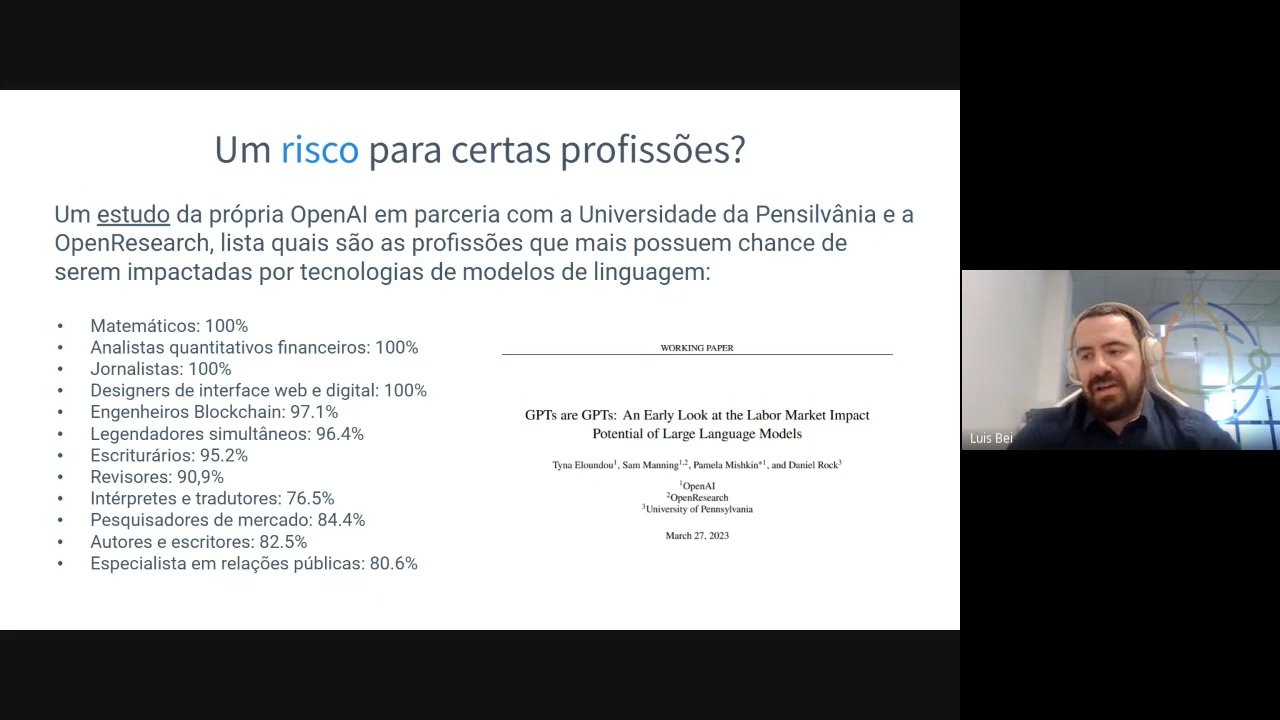 Um risco para certas profissões?
Um estudo da própria OpenAI em parceria com a Universidade da Pensilvânia e a
OpenResearch, lista quais são as profissões que mais possuem chance de
serem impactadas por tecnologias de modelos de linguagem:
• Matemáticos: 100%
• Analistas quantitativos financeiros: 100%
• Jornalistas: 100%
• Designers de interface web e digital: 100%
• Engenheiros Blockchain: 97.1%
• Legendadores simultâneos: 96.4%
• Escriturários: 95.2%
• Revisores: 90,9%
• Intérpretes e tradutores: 76.5%
• Pesquisadores de mercado: 84.4%
• Autores e escritores: 82.5%
• Especialista em relações públicas: 80.6%
WORKING PAPER
GPTs are GPTs: An Early Look at the Labor Market Impact
Potential of Large Language Models
Tyna Eloundou¹, Sam Manning¹,², Pamela Mishkin*¹, and Daniel Rock³
¹OpenAI
²OpenResearch
³University of Pennsylvania
March 27, 2023
Luis Bei